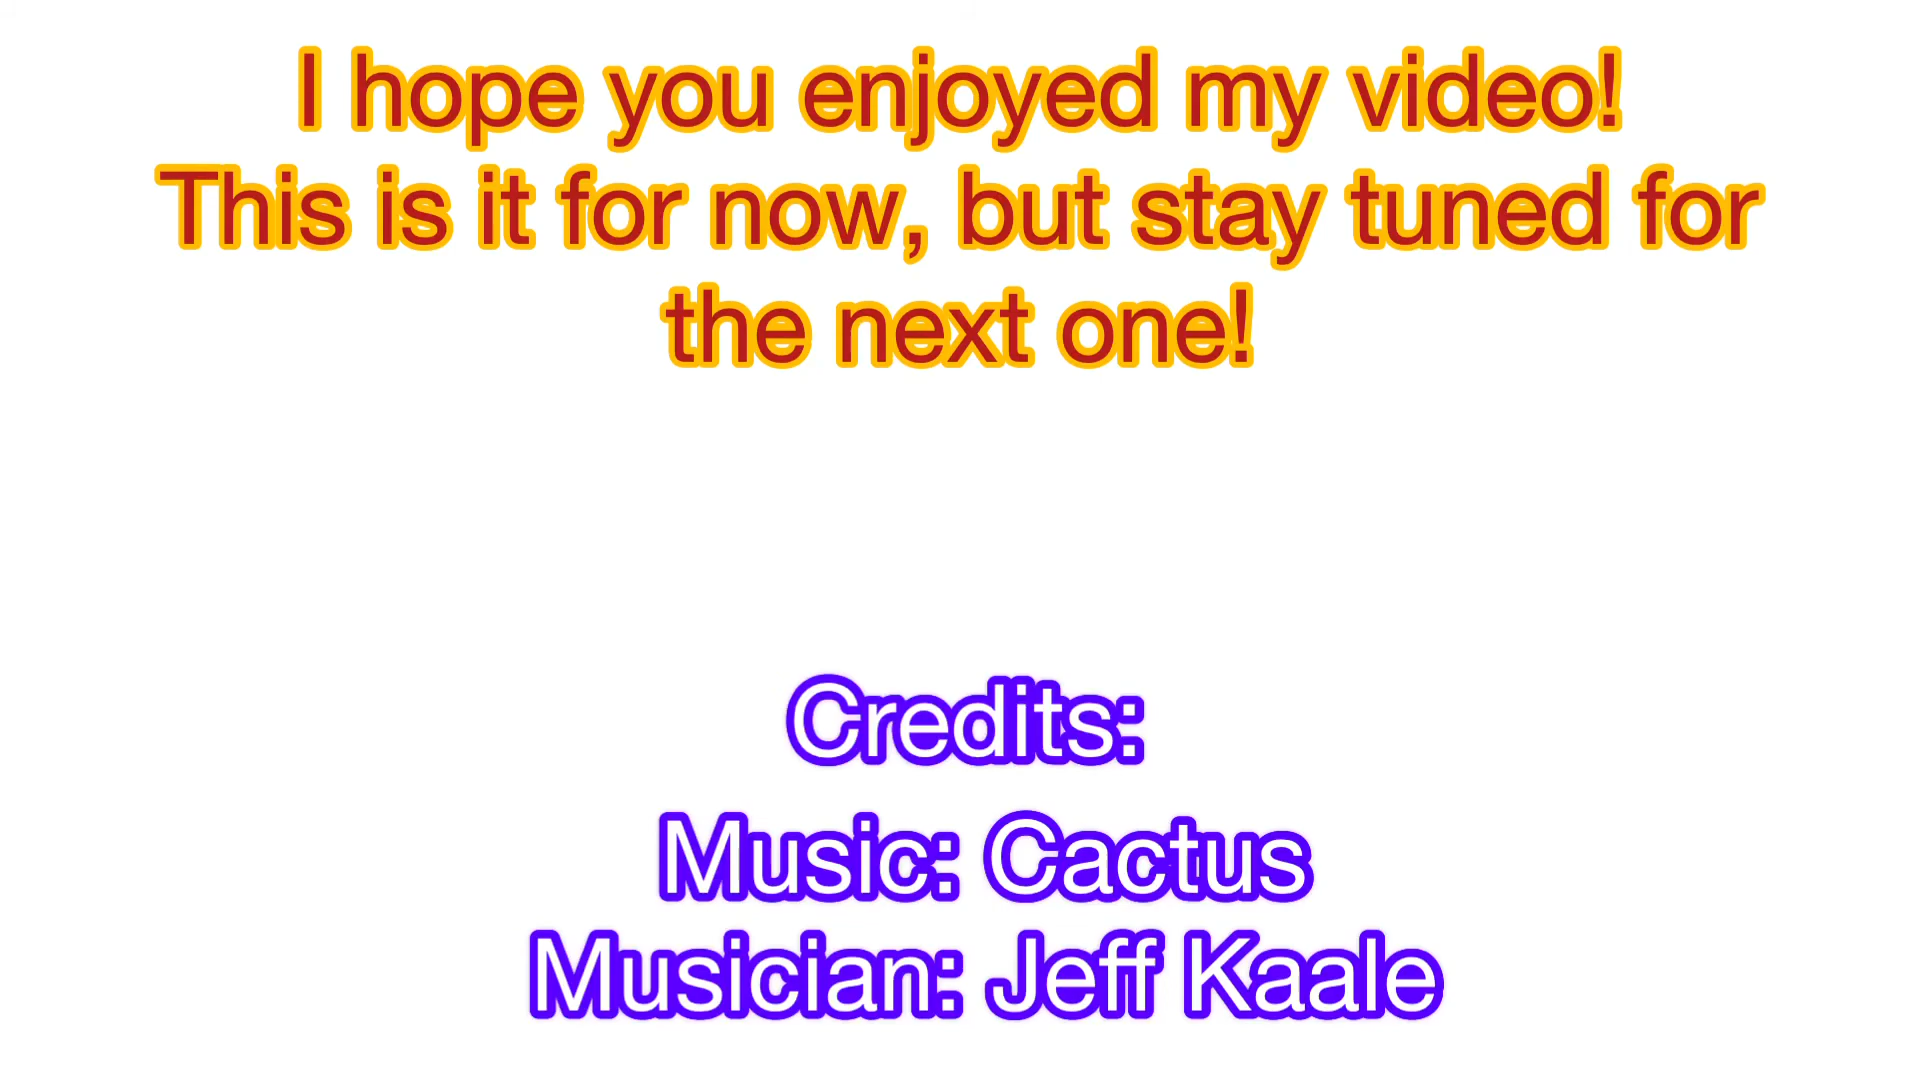 I hope you enjoyed my video!
This is it for now, but stay tuned for
the next one!
Credits:
Music: Cactus
Musician: Jeff Kaale